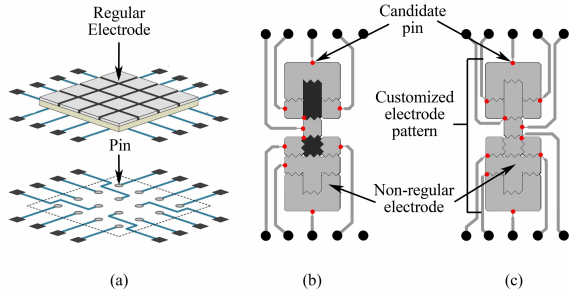 Regular
Electrode
Pin
(a)
Candidate
pin
Customized
electrode
pattern
Non-regular
electrode
(b)
(c)